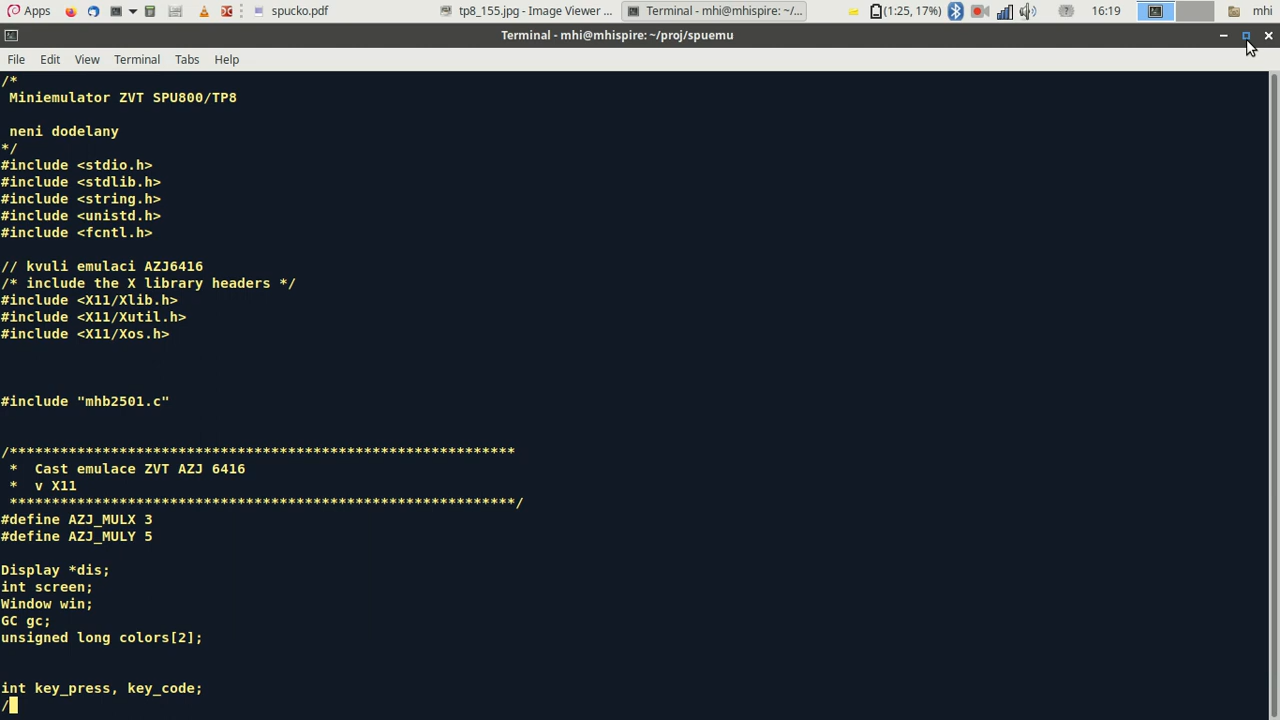 Apps
spucko.pdf
tp8_155.jpg - Image Viewer ...
Terminal - mhi@mhispire: ~/...
(1:25, 17%)
16:19
mhi
Terminal - mhi@mhispire: ~/proj/spuemu
File Edit View Terminal Tabs Help
/*
Miniemulator ZVT SPU800/TP8
neni dodelany
*/
#include <stdio.h>
#include <stdlib.h>
#include <string.h>
#include <unistd.h>
#include <fcntl.h>
// kvuli emulaci AZJ6416
/* include the X library headers */
#include <X11/Xlib.h>
#include <X11/Xutil.h>
#include <X11/Xos.h>
#include "mhb2501.c"
/************************************************************
* Cast emulace ZVT AZJ 6416
* v X11
************************************************************/
#define AZJ_MULX 3
#define AZJ_MULY 5
Display *dis;
int screen;
Window win;
GC gc;
unsigned long colors[2];
int key_press, key_code;
/